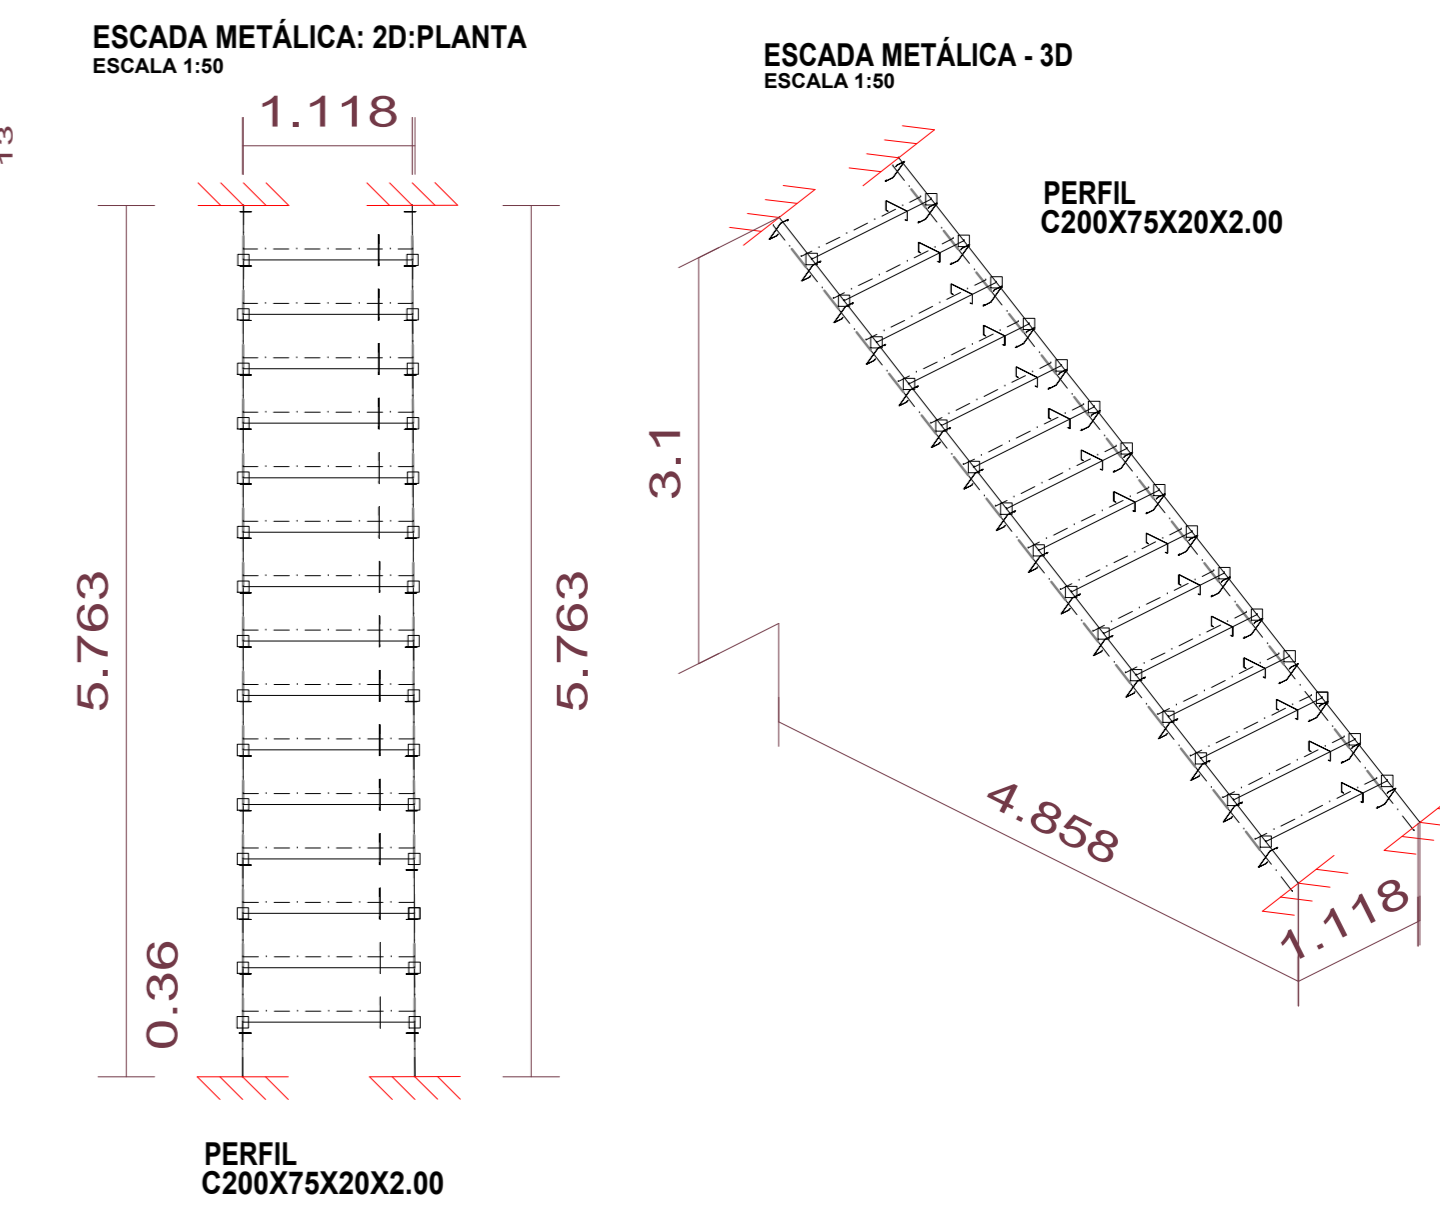 ESCADA METÁLICA: 2D:PLANTA
ESCALA 1:50
1.118
13
5.763
5.763
0.36
PERFIL
C200X75X20X2.00
ESCADA METÁLICA - 3D
ESCALA 1:50
PERFIL
C200X75X20X2.00
3.1
4.858
1.118